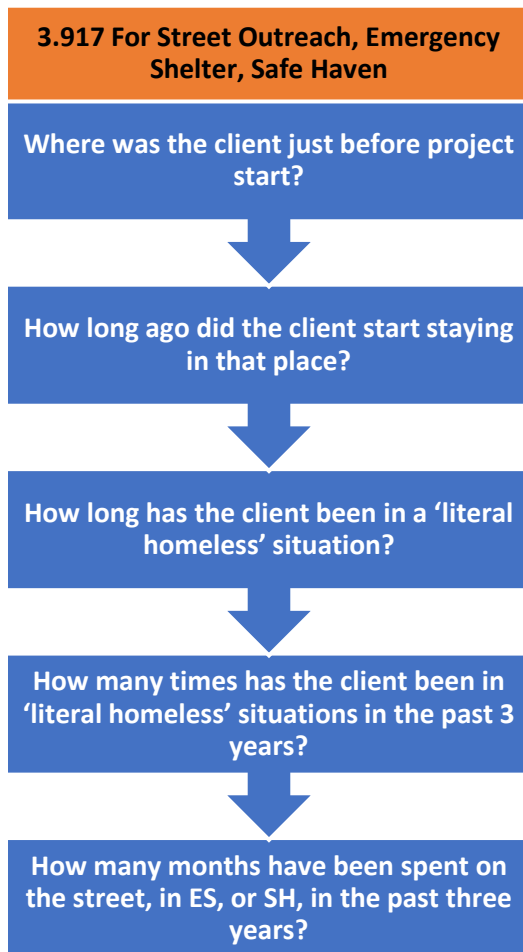 3.917 For Street Outreach, Emergency
Shelter, Safe Haven
Where was the client just before project
start?
How long ago did the client start staying
in that place?
How long has the client been in a ‘literal
homeless’ situation?
How many times has the client been in
‘literal homeless’ situations in the past 3
years?
How many months have been spent on
the street, in ES, or SH, in the past three
years?